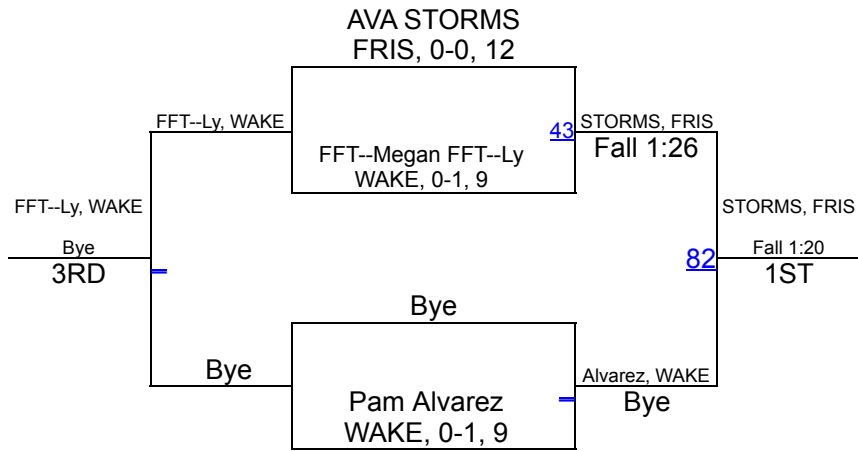 AVA STORMS
FRIS, 0-0, 12
FFT--Ly, WAKE
43
STORMS, FRIS
Fall 1:26
FFT--Megan FFT--Ly
WAKE, 0-1, 9
FFT--Ly, WAKE
STORMS, FRIS
Bye
3RD
82
Fall 1:20
1ST
Bye
Bye
Alvarez, WAKE
Bye
Pam Alvarez
WAKE, 0-1, 9